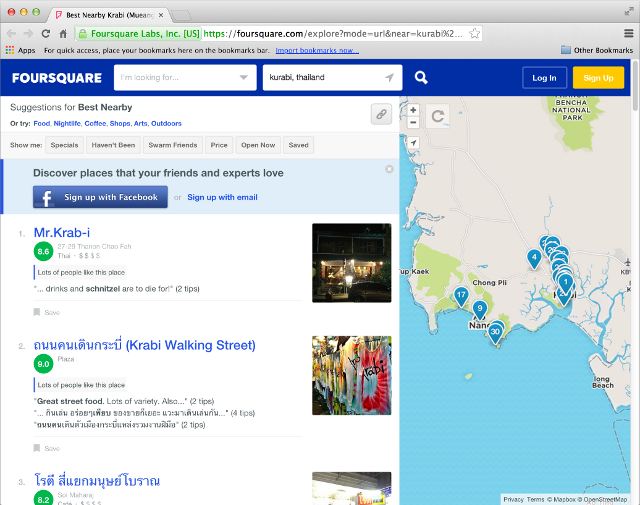 Best Nearby Krabi (Mueang
Foursquare Labs, Inc. [US] https://foursquare.com/explore?mode=url&near=kurabi%2...
Apps For quick access, place your bookmarks here on the bookmarks bar. Import bookmarks now... Other Bookmarks
FOURSQUARE I'm looking for... kurabi, thailand Log In Sign Up
Suggestions for Best Nearby
Or try: Food, Nightlife, Coffee, Shops, Arts, Outdoors
Show me: Specials Haven't Been Swarm Friends Price Open Now Saved
Discover places that your friends and experts love
f Sign up with Facebook or Sign up with email
1. Mr.Krab-i
8.6 27-29 Thanon Chao Fah
Thai · $ $ $ $
Lots of people like this place
"... drinks and schnitzel are to die for!" (2 tips)
Save
2. ถนนคนเดินกระบี่ (Krabi Walking Street)
9.0 Plaza
Lots of people like this place
"Great street food. Lots of variety. Also..." (2 tips)
"... กินเล่น อร่อยๆเพียบ ของขายก็เยอะ แวะมาเดินเล่นกัน..." (4 tips)
"ถนนคนเดินตัวเมืองกระบี่แหล่งรวมงานฝีมือ" (2 tips)
Save
3. โรตี สี่แยกมนุษย์โบราณ
8.2 Soi Maharaj
Café · $ $ $ $
krabi
BENCHA
NATIONAL
PARK
+
−
4
Chong Pli
17
9
30
1
Nang
Long
Beach
Privacy Terms © Mapbox © OpenStreetMap